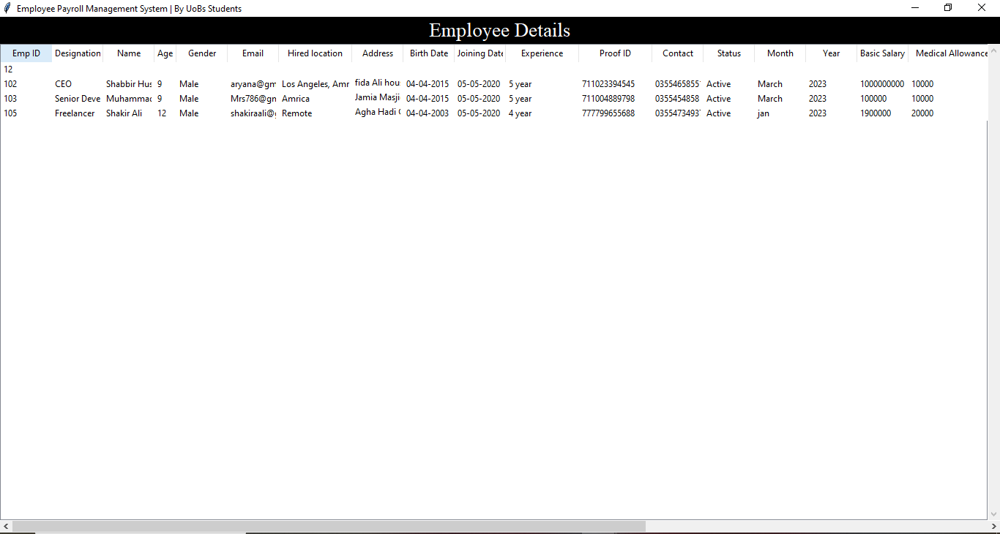 Employee Payroll Management System | By UoBs Students
Employee Details
Emp ID Designation Name Age Gender Email Hired location Address Birth Date Joining Date Experience Proof ID Contact Status Month Year Basic Salary Medical Allowance
12
102 CEO Shabbir Hus 9 Male aryana@gm Los Angeles, Amr fida Ali hou 04-04-2015 05-05-2020 5 year 711023394545 0355465855 Active March 2023 1000000000 10000
103 Senior Deve Muhammac 9 Male Mrs786@gn Amrica Jamia Masji 04-04-2015 05-05-2020 5 year 711004889798 0355454858 Active March 2023 100000 10000
105 Freelancer Shakir Ali 12 Male shakiraali@ Remote Agha Hadi 04-04-2003 05-05-2020 4 year 777799655688 035547349 Active jan 2023 1900000 20000